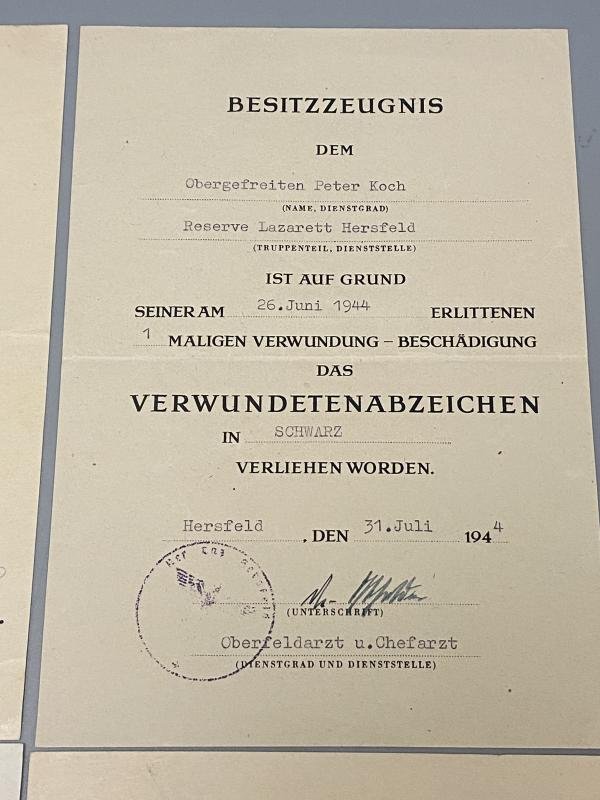 BESITZZEUGNIS
DEM
Obergefreiten Peter Koch
(NAME, DIENSTGRAD)
Reserve Lazarett Hersfeld
(TRUPPENTEIL, DIENSTSTELLE)
IST AUF GRUND
SEINER AM 26.Juni 1944 ERLITTENEN
1 MALIGEN VERWUNDUNG – BESCHÄDIGUNG
DAS
VERWUNDETENABZEICHEN
IN SCHWARZ
VERLIEHEN WORDEN.
Hersfeld, DEN 31.Juli 1944
(UNTERSCHRIFT)
Oberfeldarzt u.Chefarzt
(DIENSTGRAD UND DIENSTSTELLE)